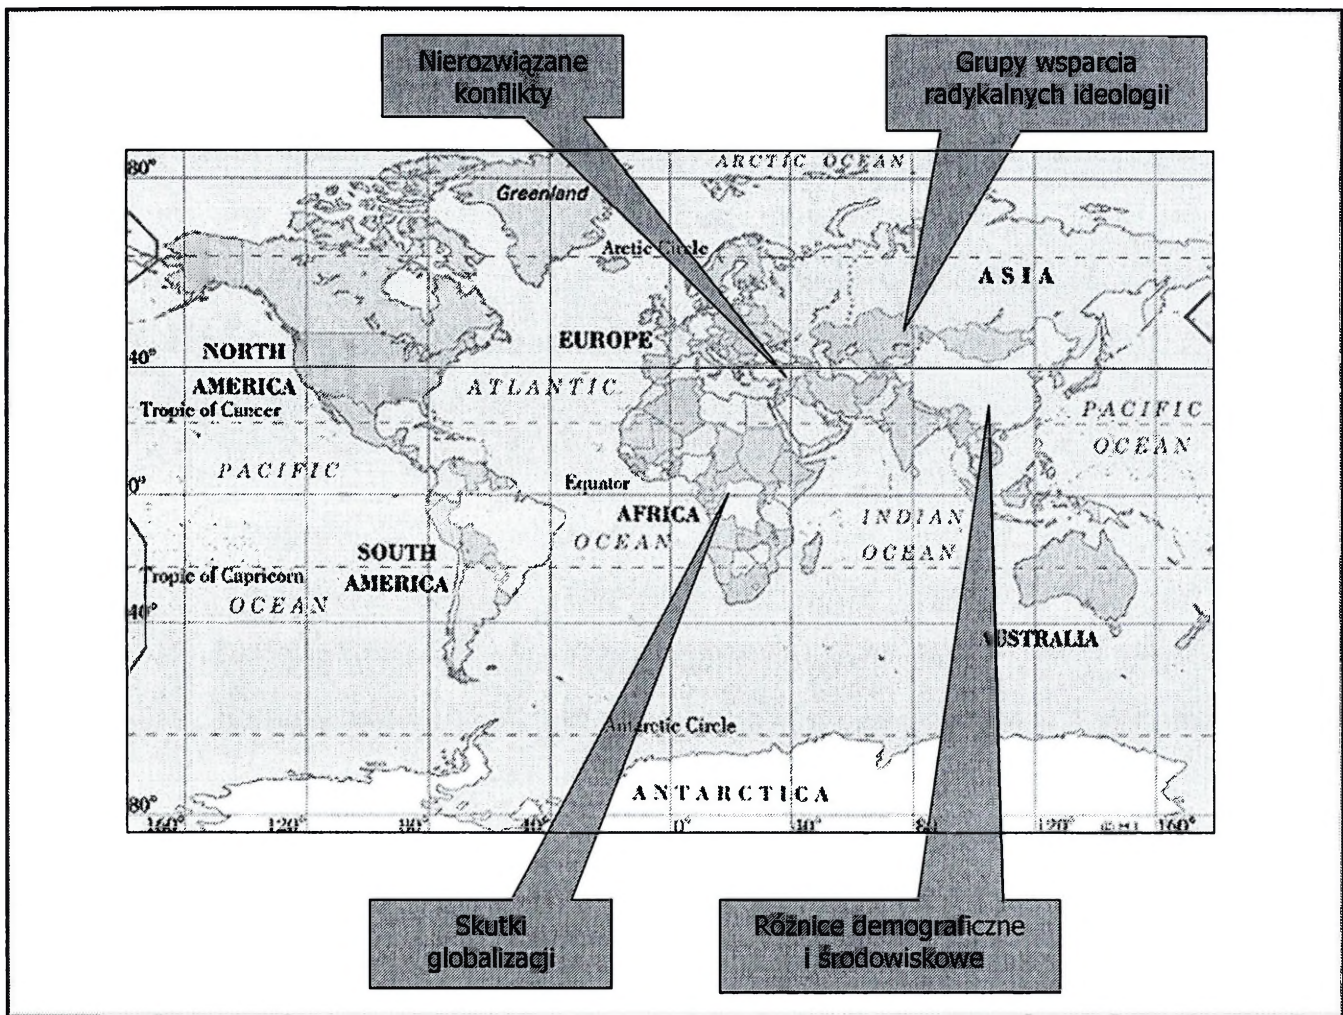 Nierozwiązane
konflikty
Grupy wsparcia
radykalnych ideologii
80°
ARCTIC OCEAN
Greenland
Arctic Circle
ASIA
EUROPE
40°
NORTH
AMERICA
ATLANTIC
Tropic of Cancer
PACIFIC
OCEAN
PACIFIC
0°
Equator
AFRICA
OCEAN
INDIAN
OCEAN
SOUTH
AMERICA
Tropic of Capricorn
OCEAN
40°
AUSTRALIA
Antarctic Circle
ANTARCTICA
80°
160° 120° 80° 40° 0° 40° 80 120° 160°
Skutki
globalizacji
Różnice demograficzne
i środowiskowe